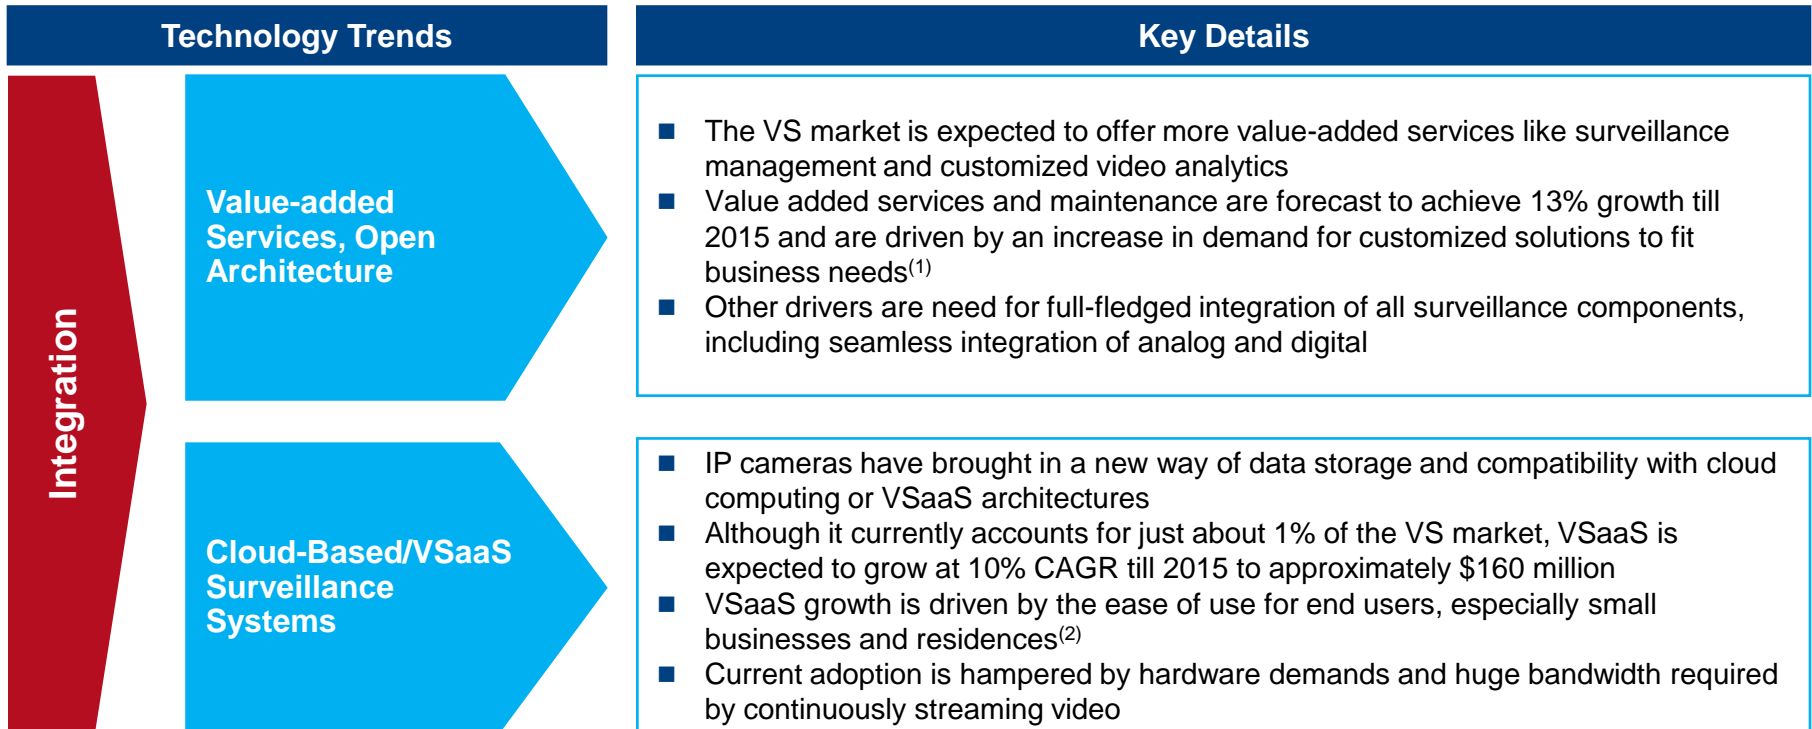 Technology Trends
Key Details
Integration
Value-added
Services, Open
Architecture
■ The VS market is expected to offer more value-added services like surveillance
management and customized video analytics
■ Value added services and maintenance are forecast to achieve 13% growth till
2015 and are driven by an increase in demand for customized solutions to fit
business needs(1)
■ Other drivers are need for full-fledged integration of all surveillance components,
including seamless integration of analog and digital
Cloud-Based/VSaaS
Surveillance
Systems
■ IP cameras have brought in a new way of data storage and compatibility with cloud
computing or VSaaS architectures
■ Although it currently accounts for just about 1% of the VS market, VSaaS is
expected to grow at 10% CAGR till 2015 to approximately $160 million
■ VSaaS growth is driven by the ease of use for end users, especially small
businesses and residences(2)
■ Current adoption is hampered by hardware demands and huge bandwidth required
by continuously streaming video